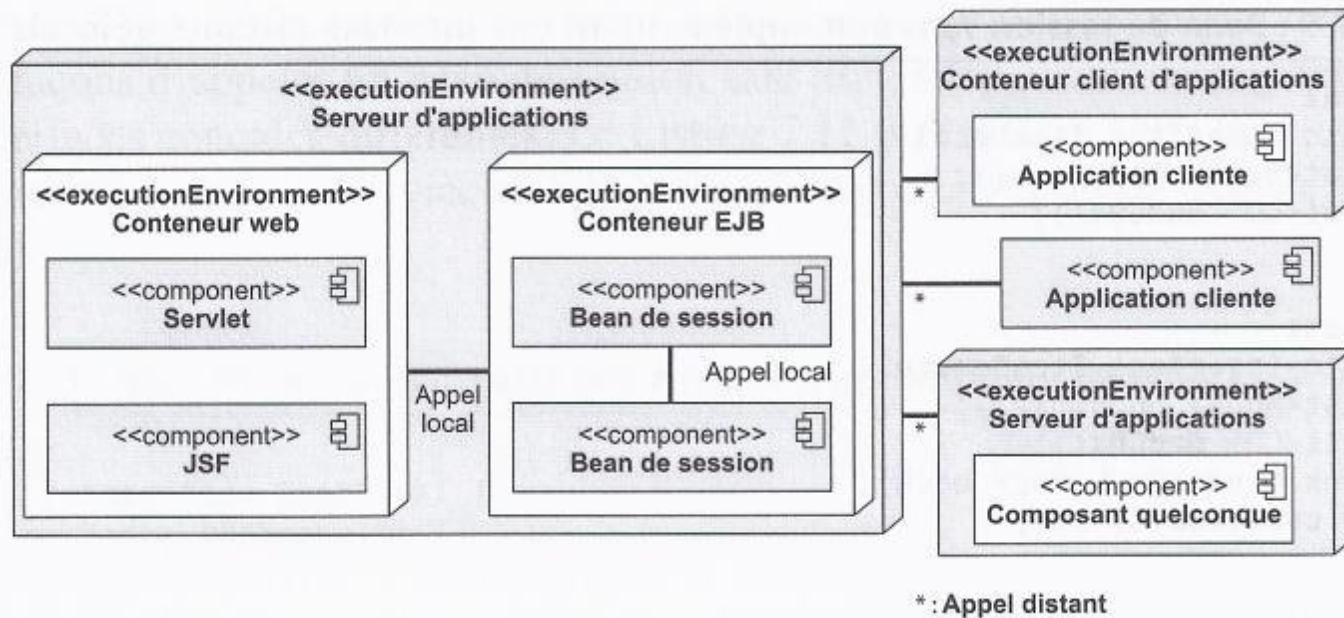 <<executionEnvironment>>
Serveur d'applications
<<executionEnvironment>>
Conteneur web
<<component>>
Servlet
<<component>>
JSF
Appel
local
<<executionEnvironment>>
Conteneur EJB
<<component>>
Bean de session
Appel local
<<component>>
Bean de session
<<executionEnvironment>>
Conteneur client d'applications
<<component>>
Application cliente
*
<<component>>
Application cliente
*
<<executionEnvironment>>
Serveur d'applications
*
<<component>>
Composant quelconque
* : Appel distant